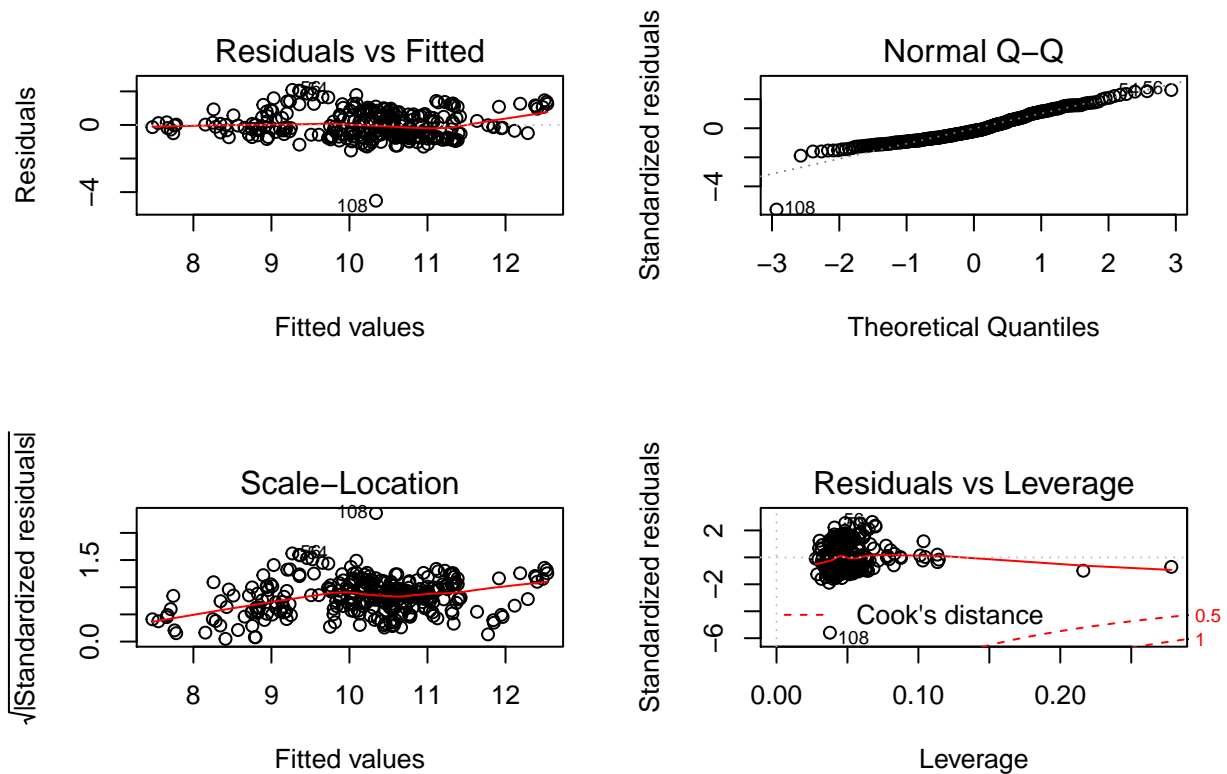 Residuals vs Fitted
Residuals
0
−4
8 9 10 11 12
Fitted values
108
Normal Q−Q
Standardized residuals
0
−4
−3 −2 −1 0 1 2 3
Theoretical Quantiles
56
108
Scale−Location
√|Standardized residuals|
1.5
0.0
8 9 10 11 12
Fitted values
108
Residuals vs Leverage
Standardized residuals
2
−2
−6
0.00 0.10 0.20
Leverage
Cook's distance
108
0.5
1